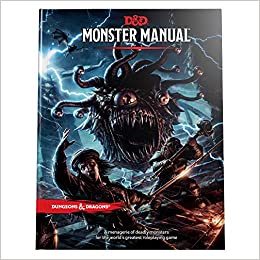 D&D
MONSTER MANUAL
DUNGEONS & DRAGONS®
A menagerie of deadly monsters
for the world's greatest roleplaying game